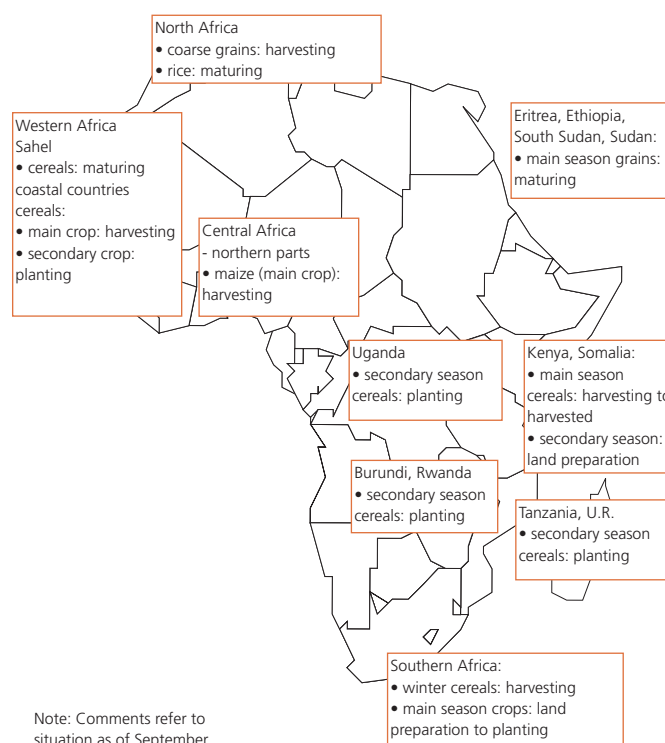 North Africa
• coarse grains: harvesting
• rice: maturing
Western Africa
Sahel
• cereals: maturing
coastal countries
cereals:
• main crop: harvesting
• secondary crop:
planting
Central Africa
- northern parts
• maize (main crop):
harvesting
Eritrea, Ethiopia,
South Sudan, Sudan:
• main season grains:
maturing
Uganda
• secondary season
cereals: planting
Kenya, Somalia:
• main season
cereals: harvesting to
harvested
• secondary season:
land preparation
Burundi, Rwanda
• secondary season
cereals: planting
Tanzania, U.R.
• secondary season
cereals: planting
Southern Africa:
• winter cereals: harvesting
• main season crops: land
preparation to planting
Note: Comments refer to
situation as of September